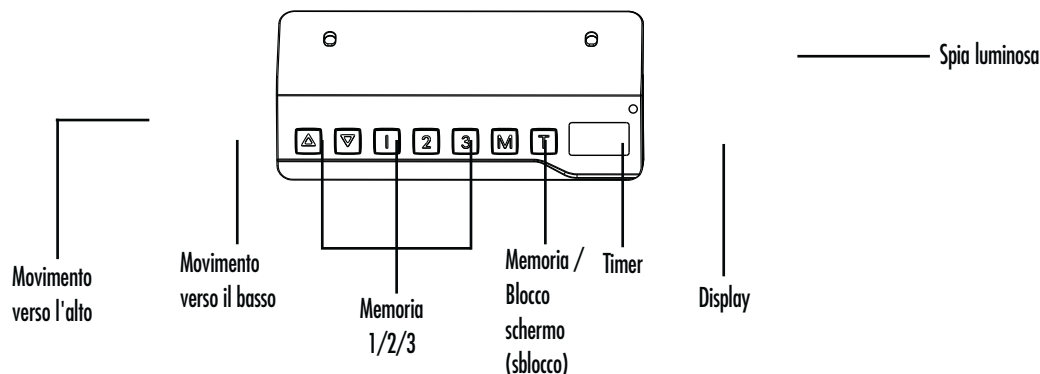 Spia luminosa
1 2 3 M T
Movimento
verso l'alto
Movimento
verso il basso
Memoria
1/2/3
Memoria /
Blocco
schermo
(sblocco)
Timer
Display